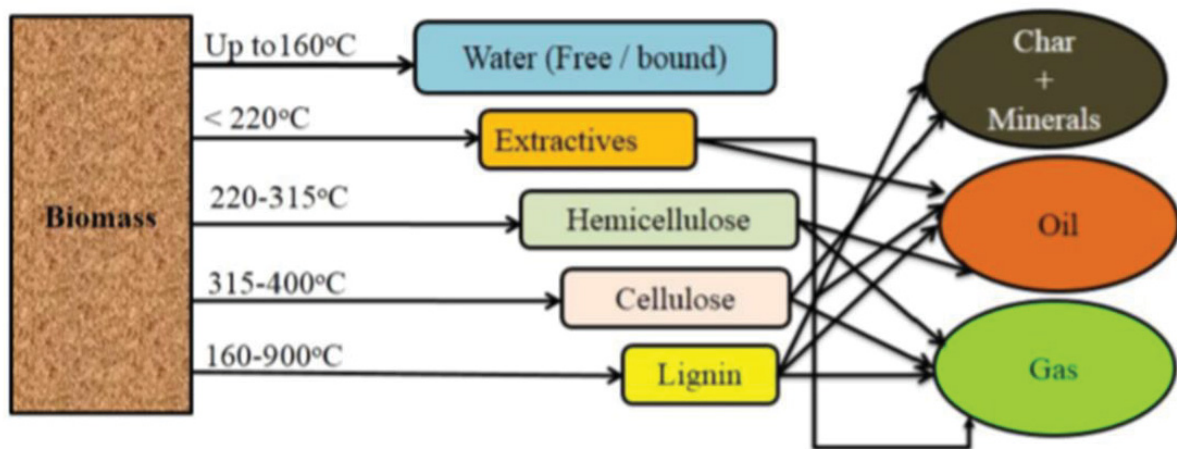 Biomass
Up to160°C
Water (Free / bound)
< 220°C
Extractives
220-315°C
Hemicellulose
315-400°C
Cellulose
160-900°C
Lignin
Char
+
Minerals
Oil
Gas